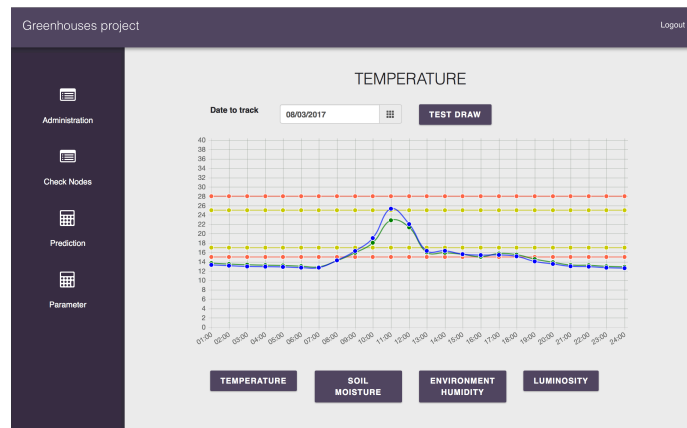 Greenhouses project
Logout
Administration
Check Nodes
Prediction
Parameter
TEMPERATURE
Date to track
08/03/2017
TEST DRAW
40
38
36
34
32
30
28
26
24
22
20
18
16
14
12
10
8
6
4
2
0
01:00 02:00 03:00 04:00 05:00 06:00 07:00 08:00 09:00 10:00 11:00 12:00 13:00 14:00 15:00 16:00 17:00 18:00 19:00 20:00 21:00 22:00 23:00 24:00
TEMPERATURE
SOIL
MOISTURE
ENVIRONMENT
HUMIDITY
LUMINOSITY